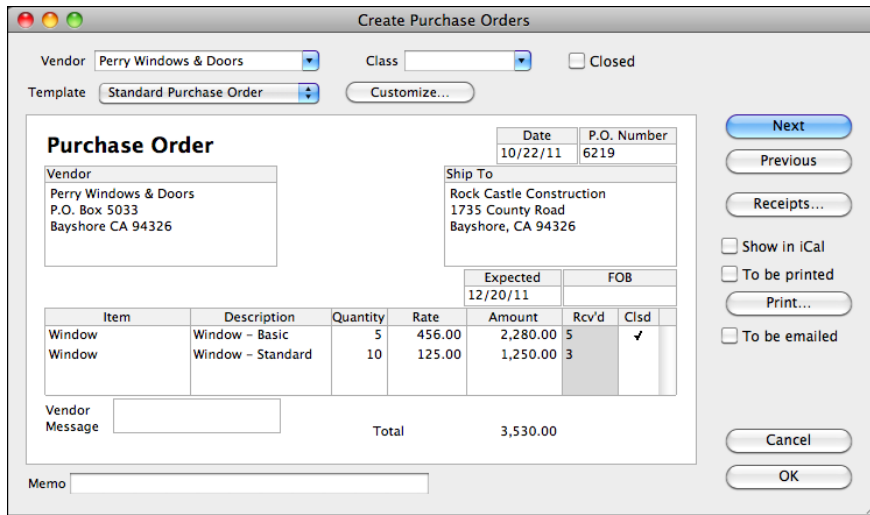 Create Purchase Orders
Vendor Perry Windows & Doors Class Closed
Template Standard Purchase Order Customize...
Purchase Order
Date P.O. Number
10/22/11 6219
Vendor
Perry Windows & Doors
P.O. Box 5033
Bayshore CA 94326
Ship To
Rock Castle Construction
1735 County Road
Bayshore, CA 94326
Expected FOB
12/20/11
Item Description Quantity Rate Amount Rcv'd Clsd
Window Window – Basic 5 456.00 2,280.00 5 ✓
Window Window – Standard 10 125.00 1,250.00 3
Vendor
Message
Total 3,530.00
Memo
Next
Previous
Receipts...
Show in iCal
To be printed
Print...
To be emailed
Cancel
OK